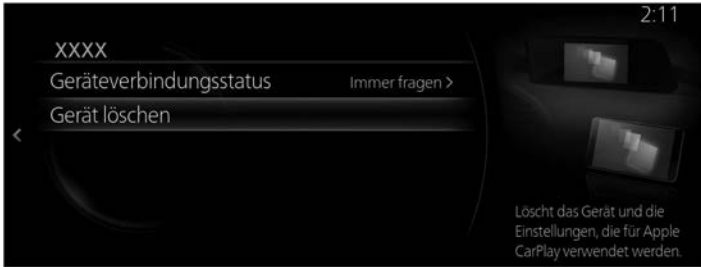 2:11
XXXX
Geräteverbindungsstatus Immer fragen >
Gerät löschen
<
Löscht das Gerät und die
Einstellungen, die für Apple
CarPlay verwendet werden.